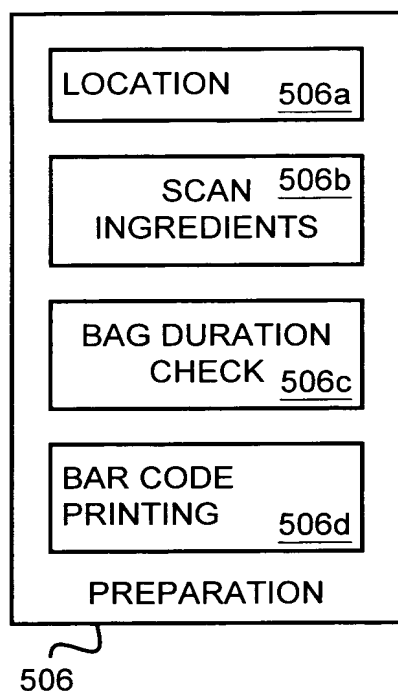 LOCATION 506a
SCAN 506b
INGREDIENTS
BAG DURATION
CHECK 506c
BAR CODE
PRINTING 506d
PREPARATION
506